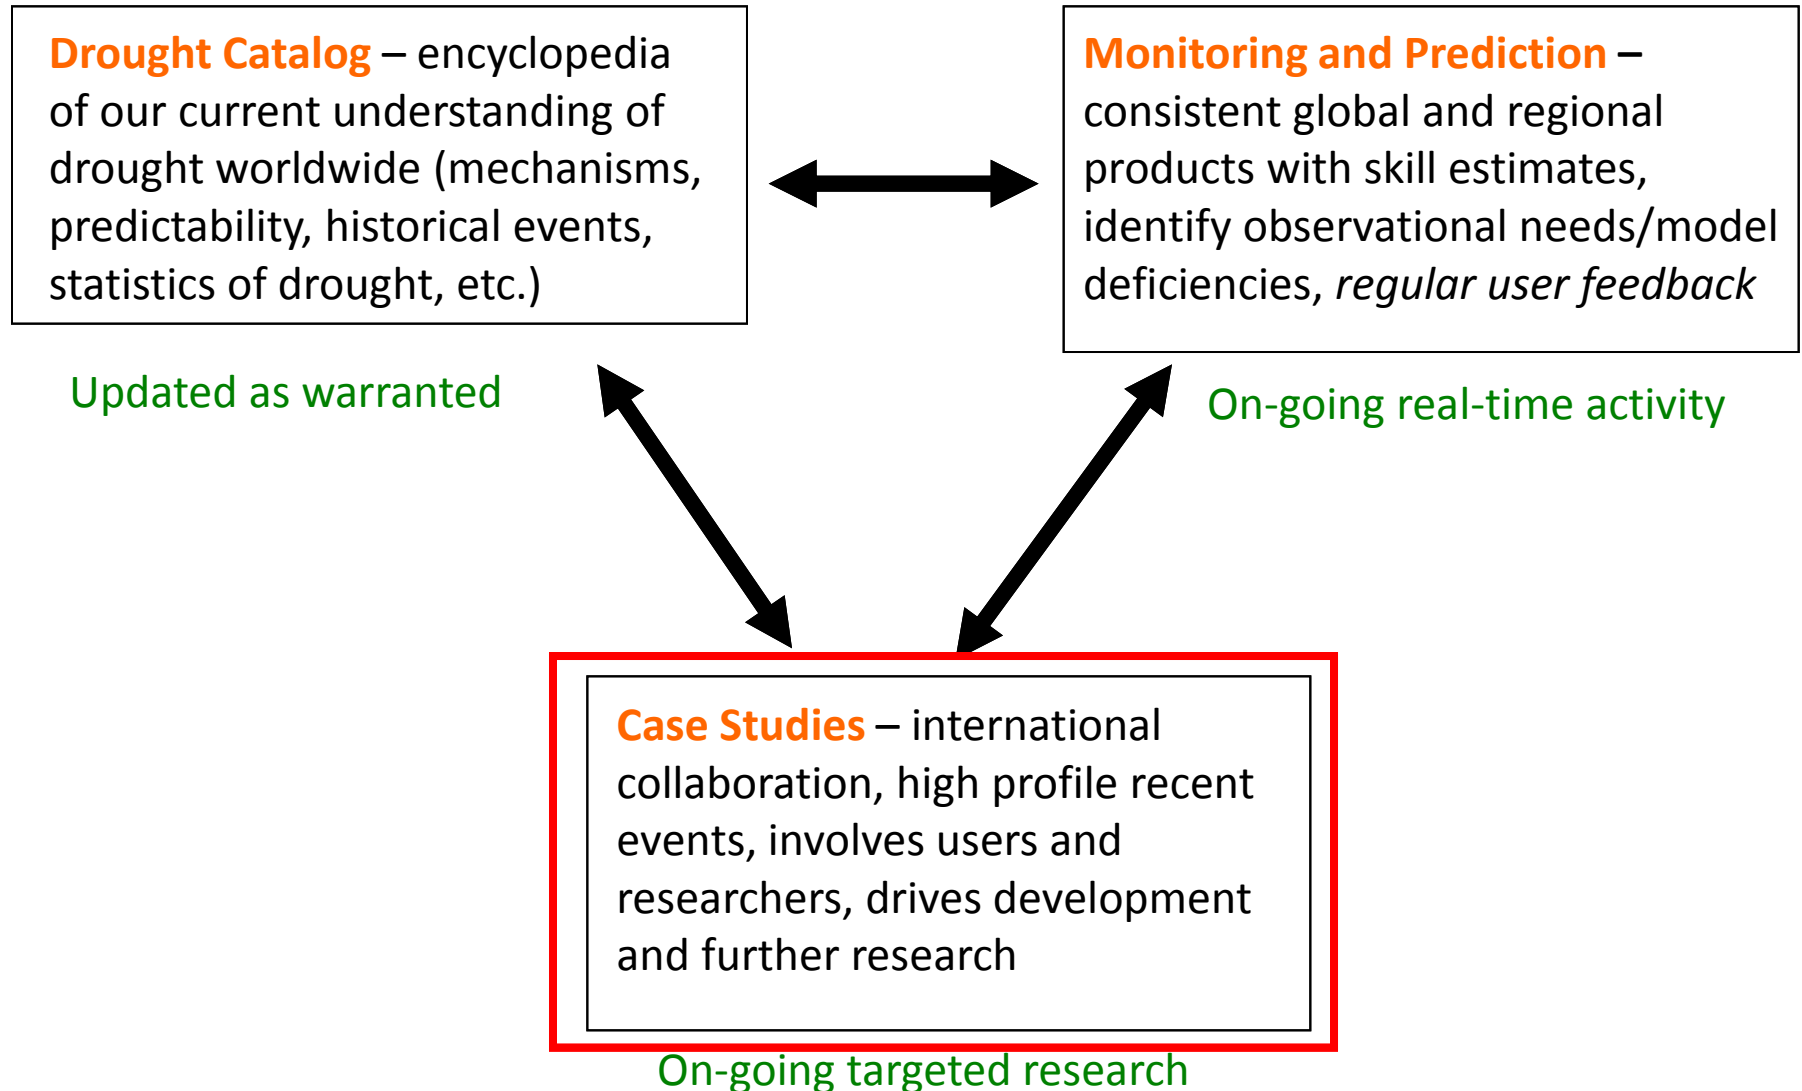 Drought Catalog – encyclopedia
of our current understanding of
drought worldwide (mechanisms,
predictability, historical events,
statistics of drought, etc.)
Updated as warranted
Monitoring and Prediction –
consistent global and regional
products with skill estimates,
identify observational needs/model
deficiencies, regular user feedback
On-going real-time activity
Case Studies – international
collaboration, high profile recent
events, involves users and
researchers, drives development
and further research
On-going targeted research